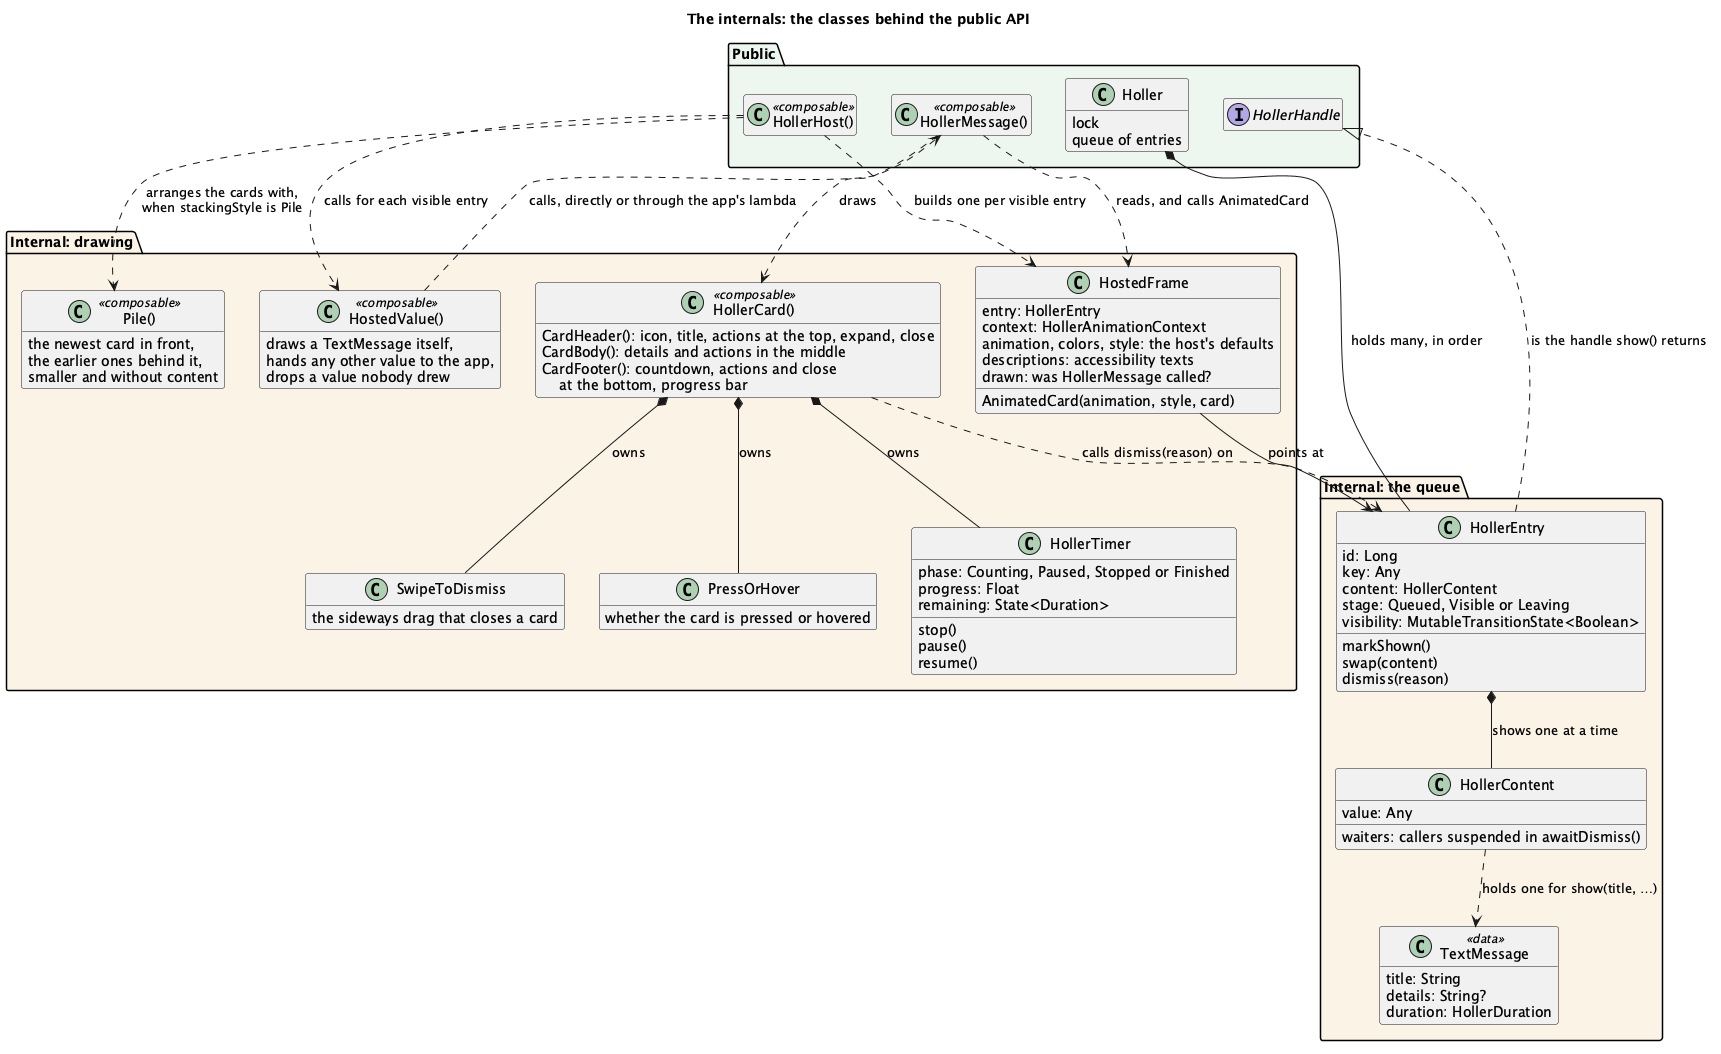 The internals: the classes behind the public API
Public
C «composable»
HollerHost()
C «composable»
HollerMessage()
C Holler
lock
queue of entries
I HollerHandle
arranges the cards with,
when stackingStyle is Pile
calls for each visible entry
calls, directly or through the app's lambda
draws
builds one per visible entry
reads, and calls AnimatedCard
holds many, in order
is the handle show() returns
Internal: drawing
C «composable»
Pile()
the newest card in front,
the earlier ones behind it,
smaller and without content
C «composable»
HostedValue()
draws a TextMessage itself,
hands any other value to the app,
drops a value nobody drew
C «composable»
HollerCard()
CardHeader(): icon, title, actions at the top, expand, close
CardBody(): details and actions in the middle
CardFooter(): countdown, actions and close
at the bottom, progress bar
C HostedFrame
entry: HollerEntry
context: HollerAnimationContext
animation, colors, style: the host's defaults
descriptions: accessibility texts
drawn: was HollerMessage called?
AnimatedCard(animation, style, card)
owns
owns
owns
calls dismiss(reason) on
points at
C SwipeToDismiss
the sideways drag that closes a card
C PressOrHover
whether the card is pressed or hovered
C HollerTimer
phase: Counting, Paused, Stopped or Finished
progress: Float
remaining: State<Duration>
stop()
pause()
resume()
Internal: the queue
C HollerEntry
id: Long
key: Any
content: HollerContent
stage: Queued, Visible or Leaving
visibility: MutableTransitionState<Boolean>
markShown()
swap(content)
dismiss(reason)
shows one at a time
C HollerContent
value: Any
waiters: callers suspended in awaitDismiss()
holds one for show(title, ...)
C «data»
TextMessage
title: String
details: String?
duration: HollerDuration